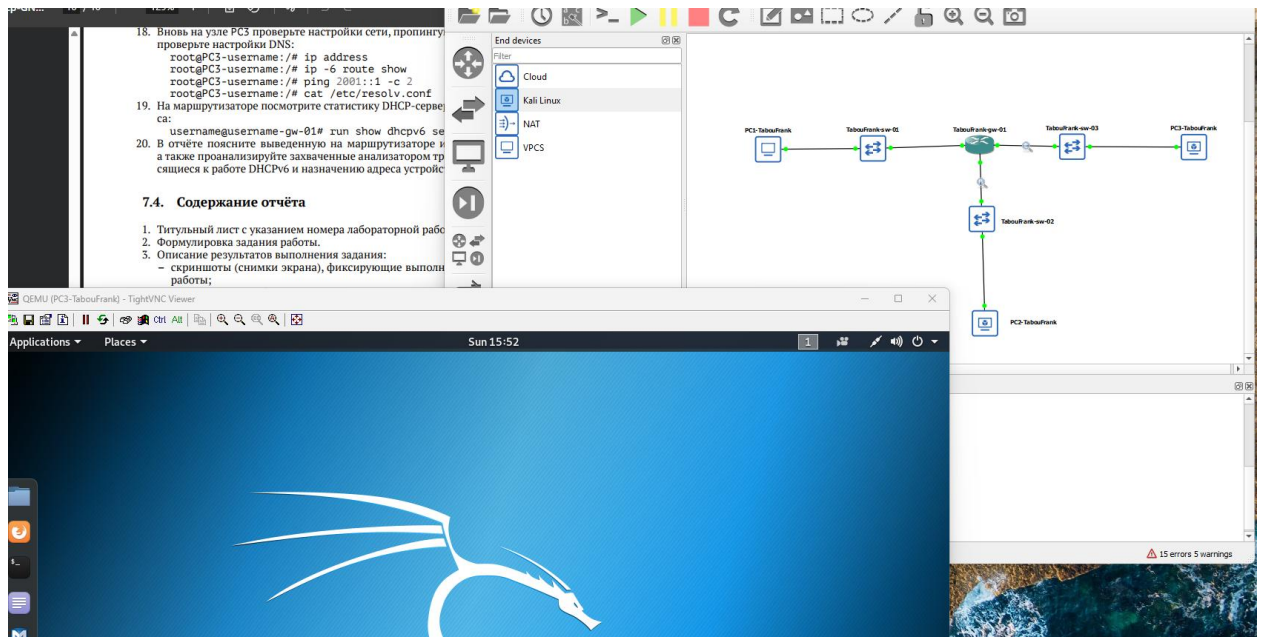 18. Вновь на узле PC3 проверьте настройки сети, пропингу
проверьте настройки DNS:
root@PC3-username:/# ip address
root@PC3-username:/# ip -6 route show
root@PC3-username:/# ping 2001::1 -c 2
root@PC3-username:/# cat /etc/resolv.conf
19. На маршрутизаторе посмотрите статистику DHCP-серве
са:
username@username-gw-01# run show dhcpv6 se
20. В отчёте поясните выведенную на маршрутизаторе и
а также проанализируйте захваченные анализатором тр
сящиеся к работе DHCPv6 и назначению адреса устройс
7.4. Содержание отчёта
1. Титульный лист с указанием номера лабораторной рабо
2. Формулировка задания работы.
3. Описание результатов выполнения задания:
– скриншоты (снимки экрана), фиксирующие выполн
работы;
End devices
Filter
Cloud
Kali Linux
NAT
VPCS
PC1-TabouFrank
TabouFrank-sw-01
TabouFrank-gw-01
TabouFrank-sw-03
PC3-TabouFrank
TabouFrank-sw-02
PC2-TabouFrank
15 errors 5 warnings
QEMU (PC3-TabouFrank) - TightVNC Viewer
Ctrl Alt
Applications
Places
Sun 15:52
1